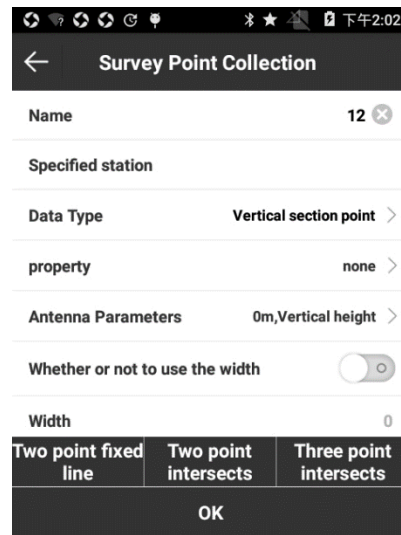 下午2:02
Survey Point Collection
Name 12
Specified station
Data Type Vertical section point
property none
Antenna Parameters 0m,Vertical height
Whether or not to use the width
Width 0
Two point fixed line
Two point intersects
Three point intersects
OK